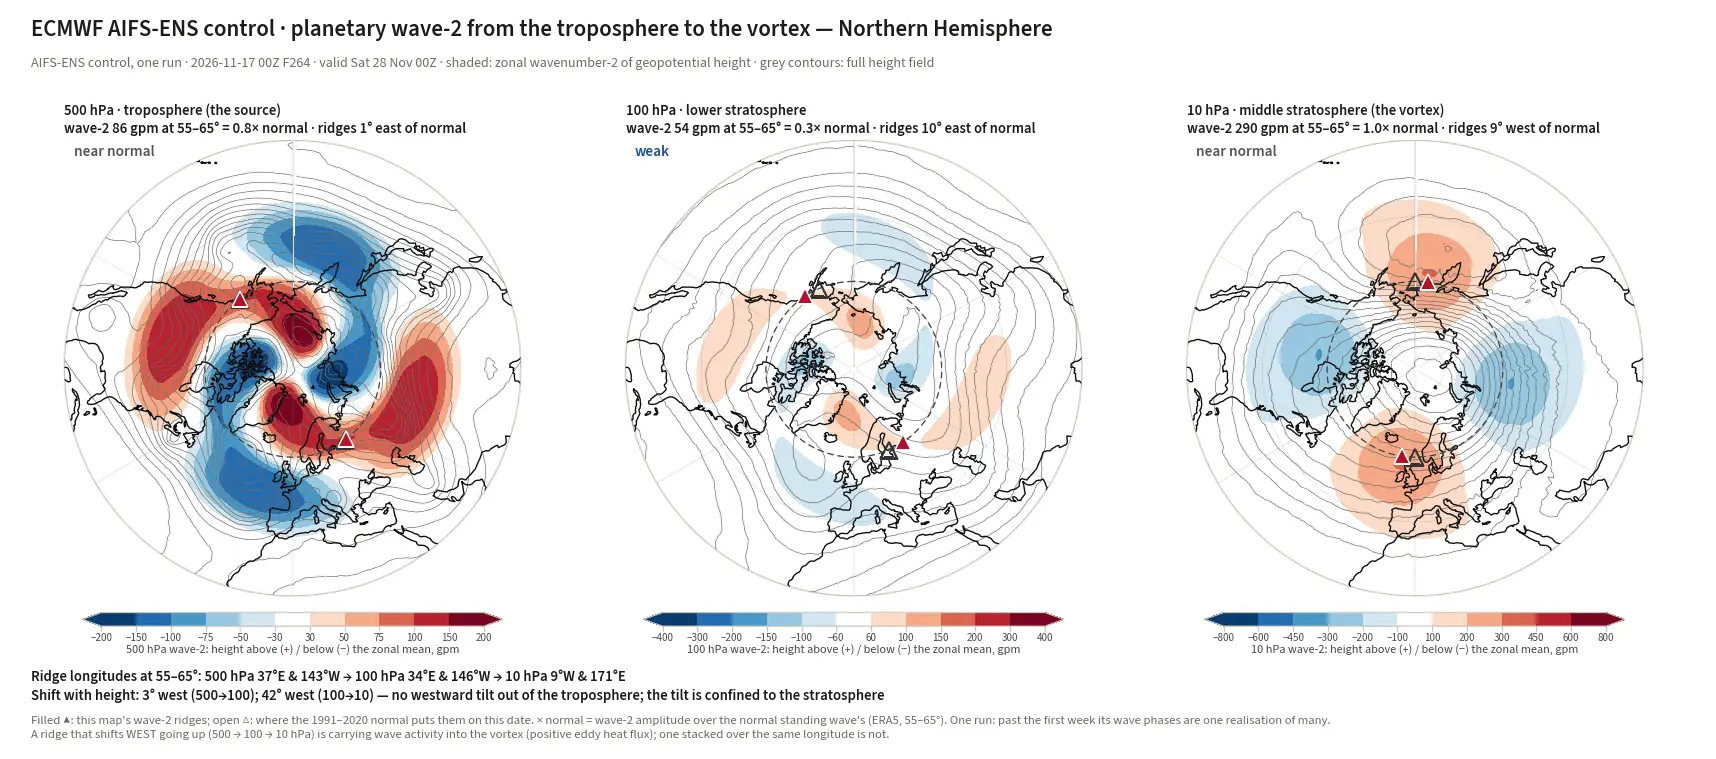 ECMWF AIFS-ENS control · planetary wave-2 from the troposphere to the vortex — Northern Hemisphere
AIFS-ENS control, one run · 2026-11-17 00Z F264 · valid Sat 28 Nov 00Z · shaded: zonal wavenumber-2 of geopotential height · grey contours: full height field
500 hPa · troposphere (the source)
wave-2 86 gpm at 55–65° = 0.8× normal · ridges 1° east of normal
near normal
100 hPa · lower stratosphere
wave-2 54 gpm at 55–65° = 0.3× normal · ridges 10° east of normal
weak
10 hPa · middle stratosphere (the vortex)
wave-2 290 gpm at 55–65° = 1.0× normal · ridges 9° west of normal
near normal
−200 −150 −100 −75 −50 −30 30 50 75 100 150 200
500 hPa wave-2: height above (+) / below (−) the zonal mean, gpm
−400 −300 −200 −150 −100 −60 60 100 150 200 300 400
100 hPa wave-2: height above (+) / below (−) the zonal mean, gpm
−800 −600 −450 −300 −200 −100 100 200 300 450 600 800
10 hPa wave-2: height above (+) / below (−) the zonal mean, gpm
Ridge longitudes at 55–65°: 500 hPa 37°E & 143°W → 100 hPa 34°E & 146°W → 10 hPa 9°W & 171°E
Shift with height: 3° west (500→100); 42° west (100→10) — no westward tilt out of the troposphere; the tilt is confined to the stratosphere
Filled ▲: this map's wave-2 ridges; open △: where the 1991–2020 normal puts them on this date. × normal = wave-2 amplitude over the normal standing wave's (ERA5, 55–65°). One run: past the first week its wave phases are one realisation of many.
A ridge that shifts WEST going up (500 → 100 → 10 hPa) is carrying wave activity into the vortex (positive eddy heat flux); one stacked over the same longitude is not.